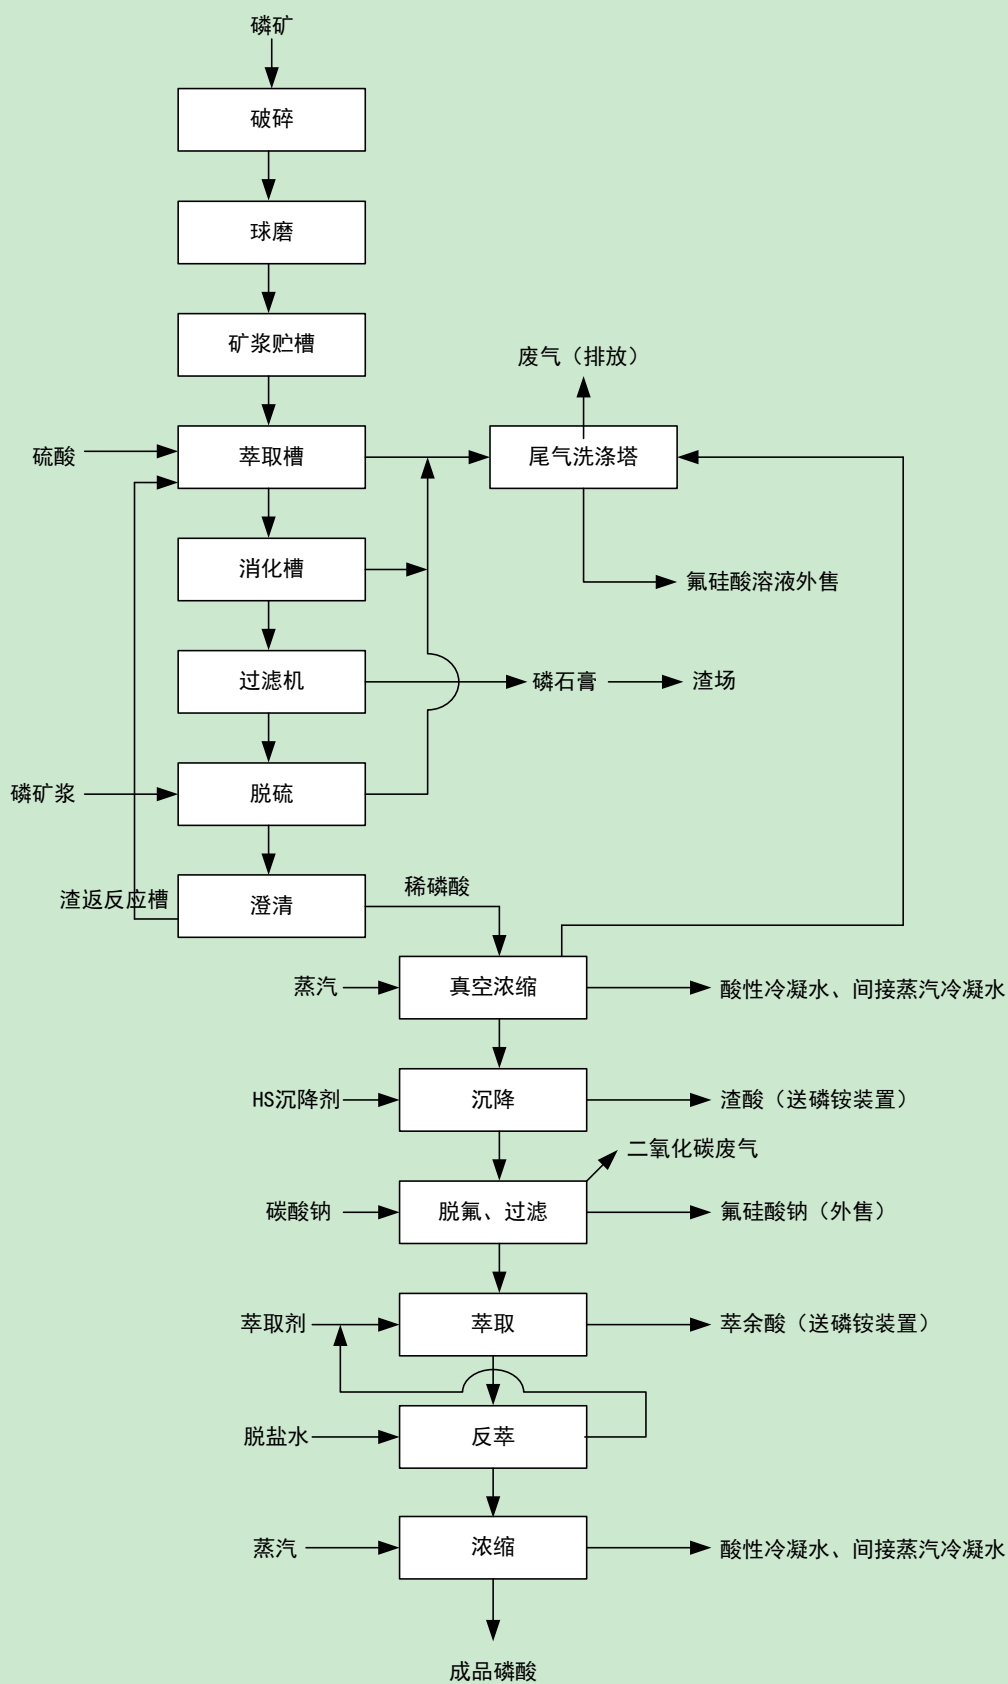 磷矿
破碎
球磨
矿浆贮槽
废气（排放）
硫酸
萃取槽
尾气洗涤塔
消化槽
氟硅酸溶液外售
过滤机
磷石膏
渣场
磷矿浆
脱硫
渣返反应槽
澄清
稀磷酸
蒸汽
真空浓缩
酸性冷凝水、间接蒸汽冷凝水
HS沉降剂
沉降
渣酸（送磷铵装置）
二氧化碳废气
碳酸钠
脱氟、过滤
氟硅酸钠（外售）
萃取剂
萃取
萃余酸（送磷铵装置）
脱盐水
反萃
蒸汽
浓缩
酸性冷凝水、间接蒸汽冷凝水
成品磷酸